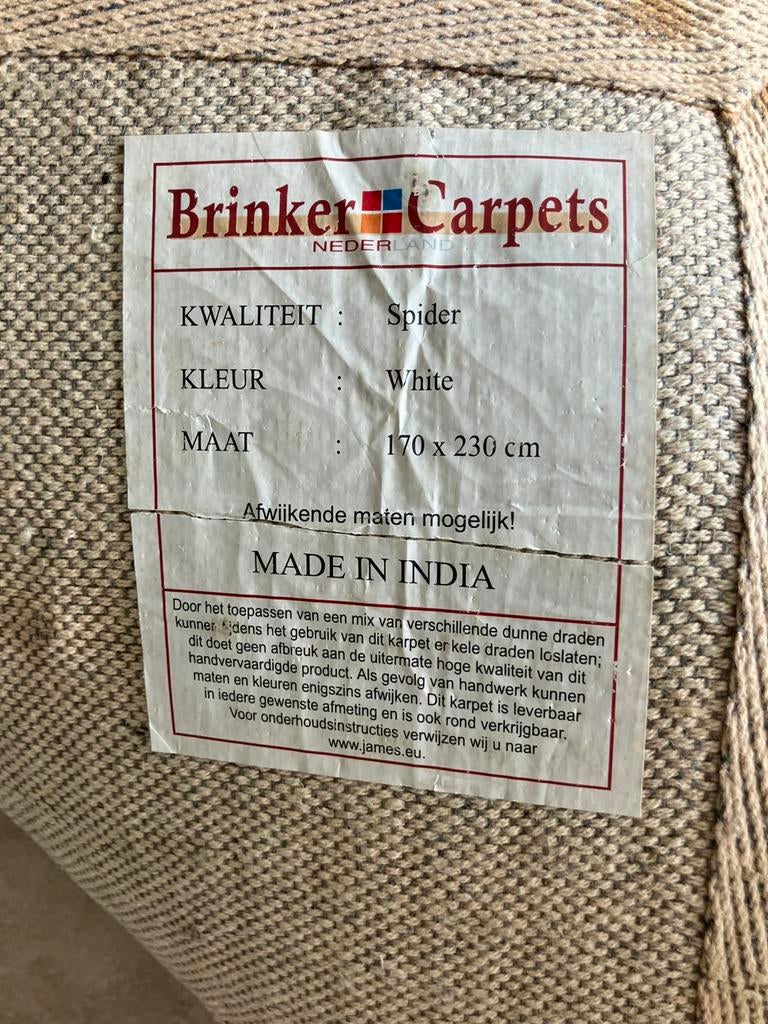 Brinker Carpets
NEDERLAND
KWALITEIT : Spider
KLEUR : White
MAAT : 170 x 230 cm
Afwijkende maten mogelijk!
MADE IN INDIA
Door het toepassen van een mix van verschillende dunne draden
kunnen tijdens het gebruik van dit karpet enkele draden loslaten;
dit doet geen afbreuk aan de uitermate hoge kwaliteit van dit
handvervaardigde product. Als gevolg van handwerk kunnen
maten en kleuren enigszins afwijken. Dit karpet is leverbaar
in iedere gewenste afmeting en is ook rond verkrijgbaar.
Voor onderhoudsinstructies verwijzen wij u naar
www.james.eu.